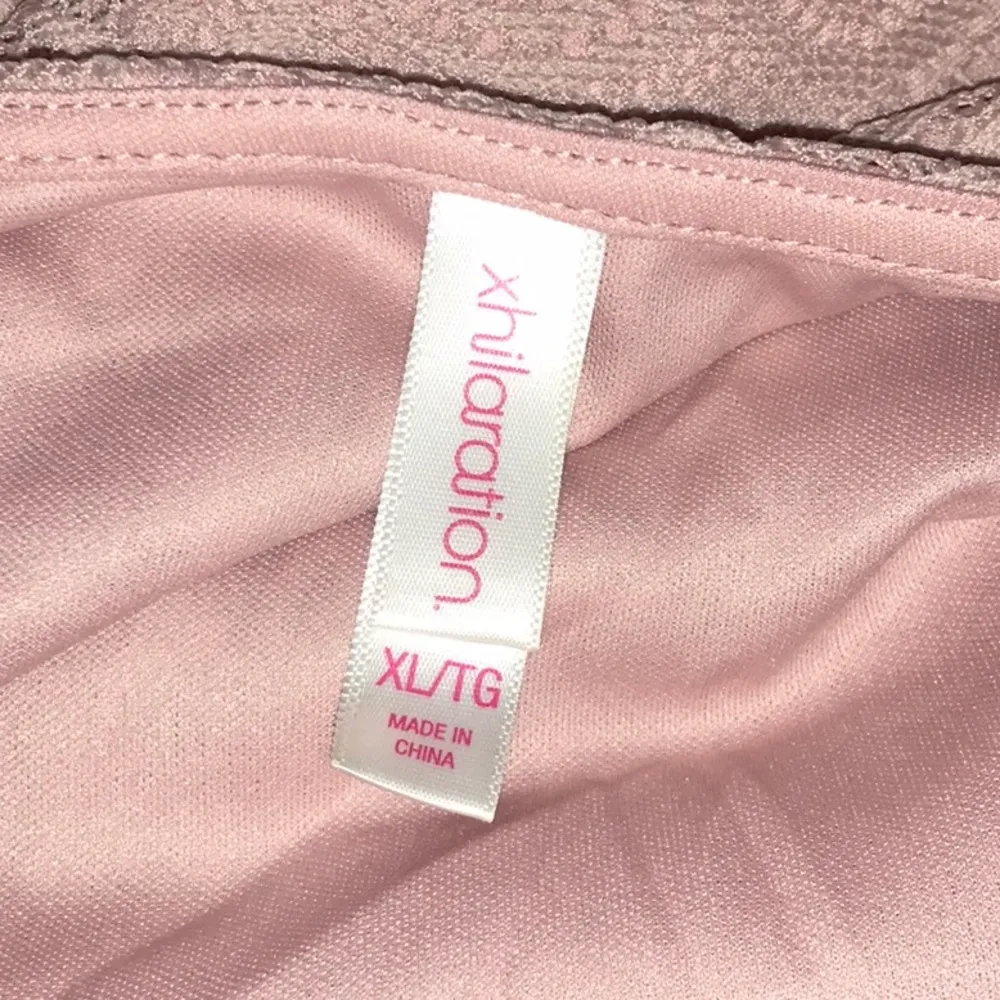 xhilaration.
XL/TG
MADE IN
CHINA